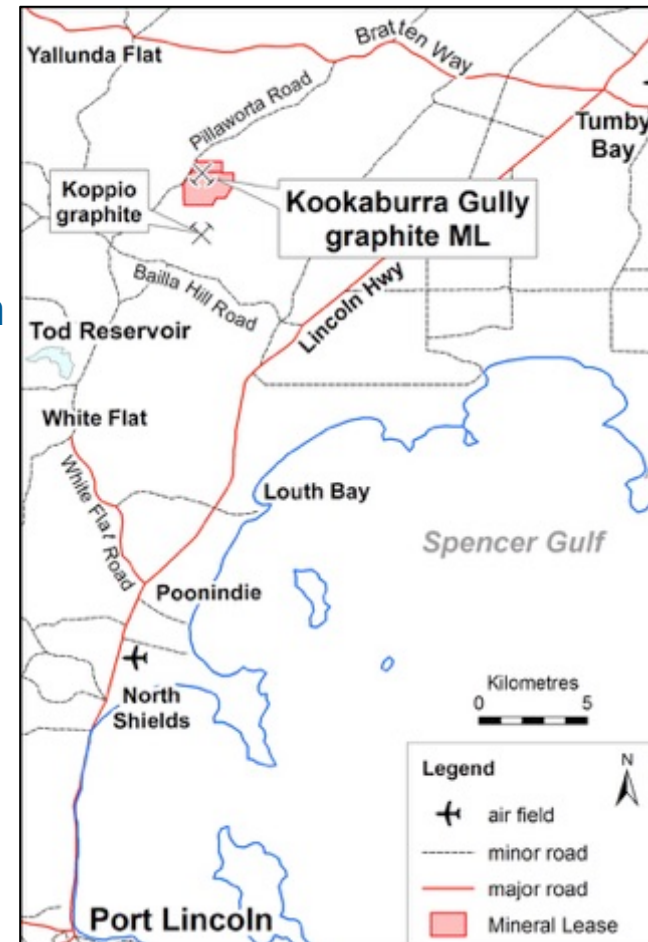 Yallunda Flat
Bratten Way
Pillaworta Road
Tumby
Bay
Koppio
graphite
Kookaburra Gully
graphite ML
Bailla Hill Road
Lincoln Hwy
Tod Reservoir
White Flat
White Flat Road
Louth Bay
Spencer Gulf
Poonindie
North
Shields
Kilometres
0 5
N
Legend
air field
minor road
major road
Mineral Lease
Port Lincoln